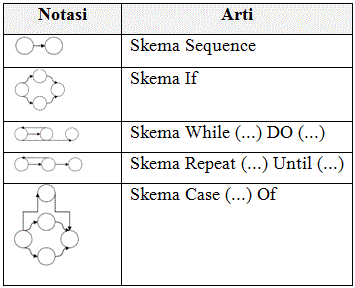 Notasi Arti
Skema Sequence
Skema If
Skema While (...) DO (...)
Skema Repeat (...) Until (...)
Skema Case (...) Of